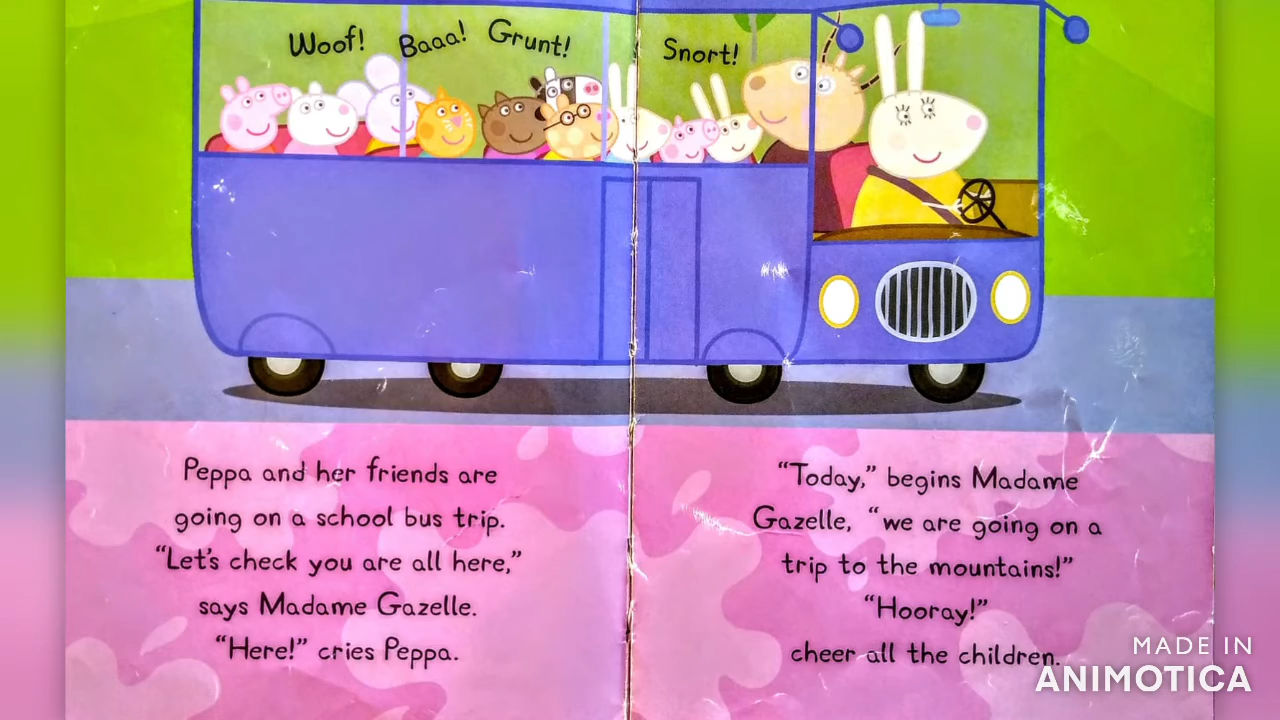 Woof! Baaa! Grunt!
Snort!
Peppa and her friends are
going on a school bus trip.
“Let's check you are all here,”
says Madame Gazelle.
“Here!” cries Peppa.
“Today,” begins Madame
Gazelle, “we are going on a
trip to the mountains!”
“Hooray!”
cheer all the children.
MADE IN
ANIMOTICA